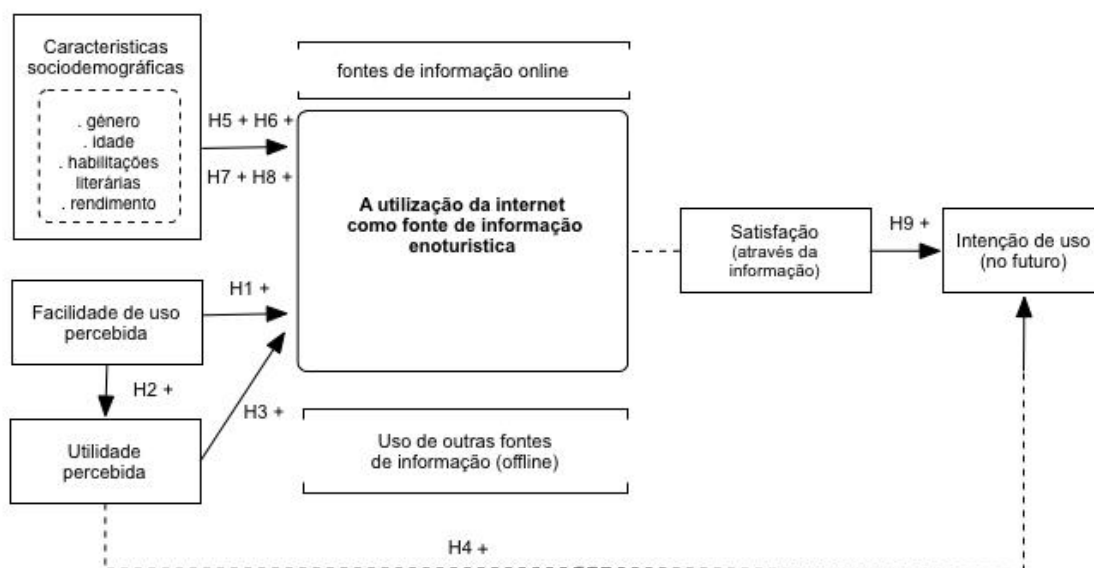 Caracteristicas
sociodemográficas
. género
. idade
. habilitações
literárias
. rendimento
H5 + H6 +
H7 + H8 +
fontes de informação online
A utilização da internet
como fonte de informação
enoturistica
Satisfação
(através da
informação)
H9 +
Intenção de uso
(no futuro)
Facilidade de uso
percebida
H1 +
H2 +
H3 +
Utilidade
percebida
Uso de outras fontes
de informação (offline)
H4 +